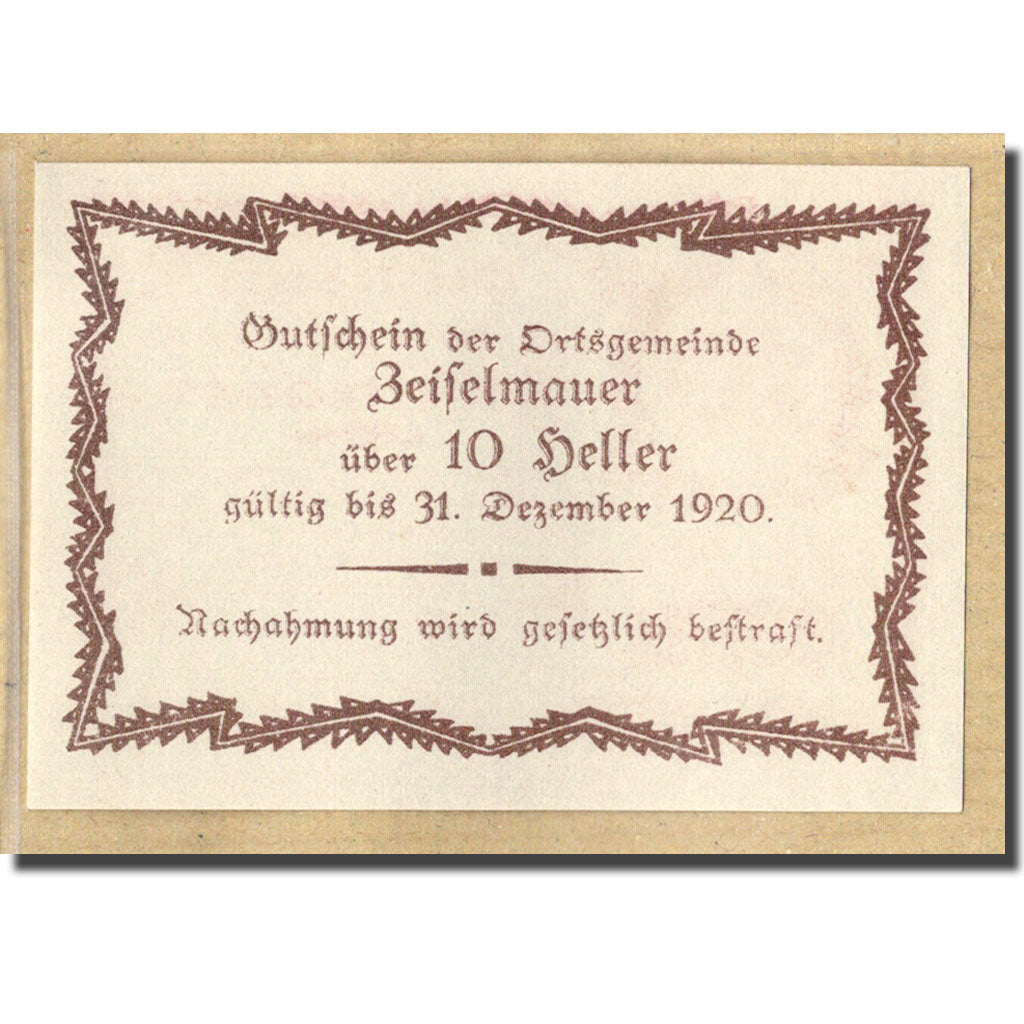 Gutschein der Ortsgemeinde
Zeiselmauer
über 10 Heller
gültig bis 31. Dezember 1920.
Nachahmung wird gesetzlich bestraft.